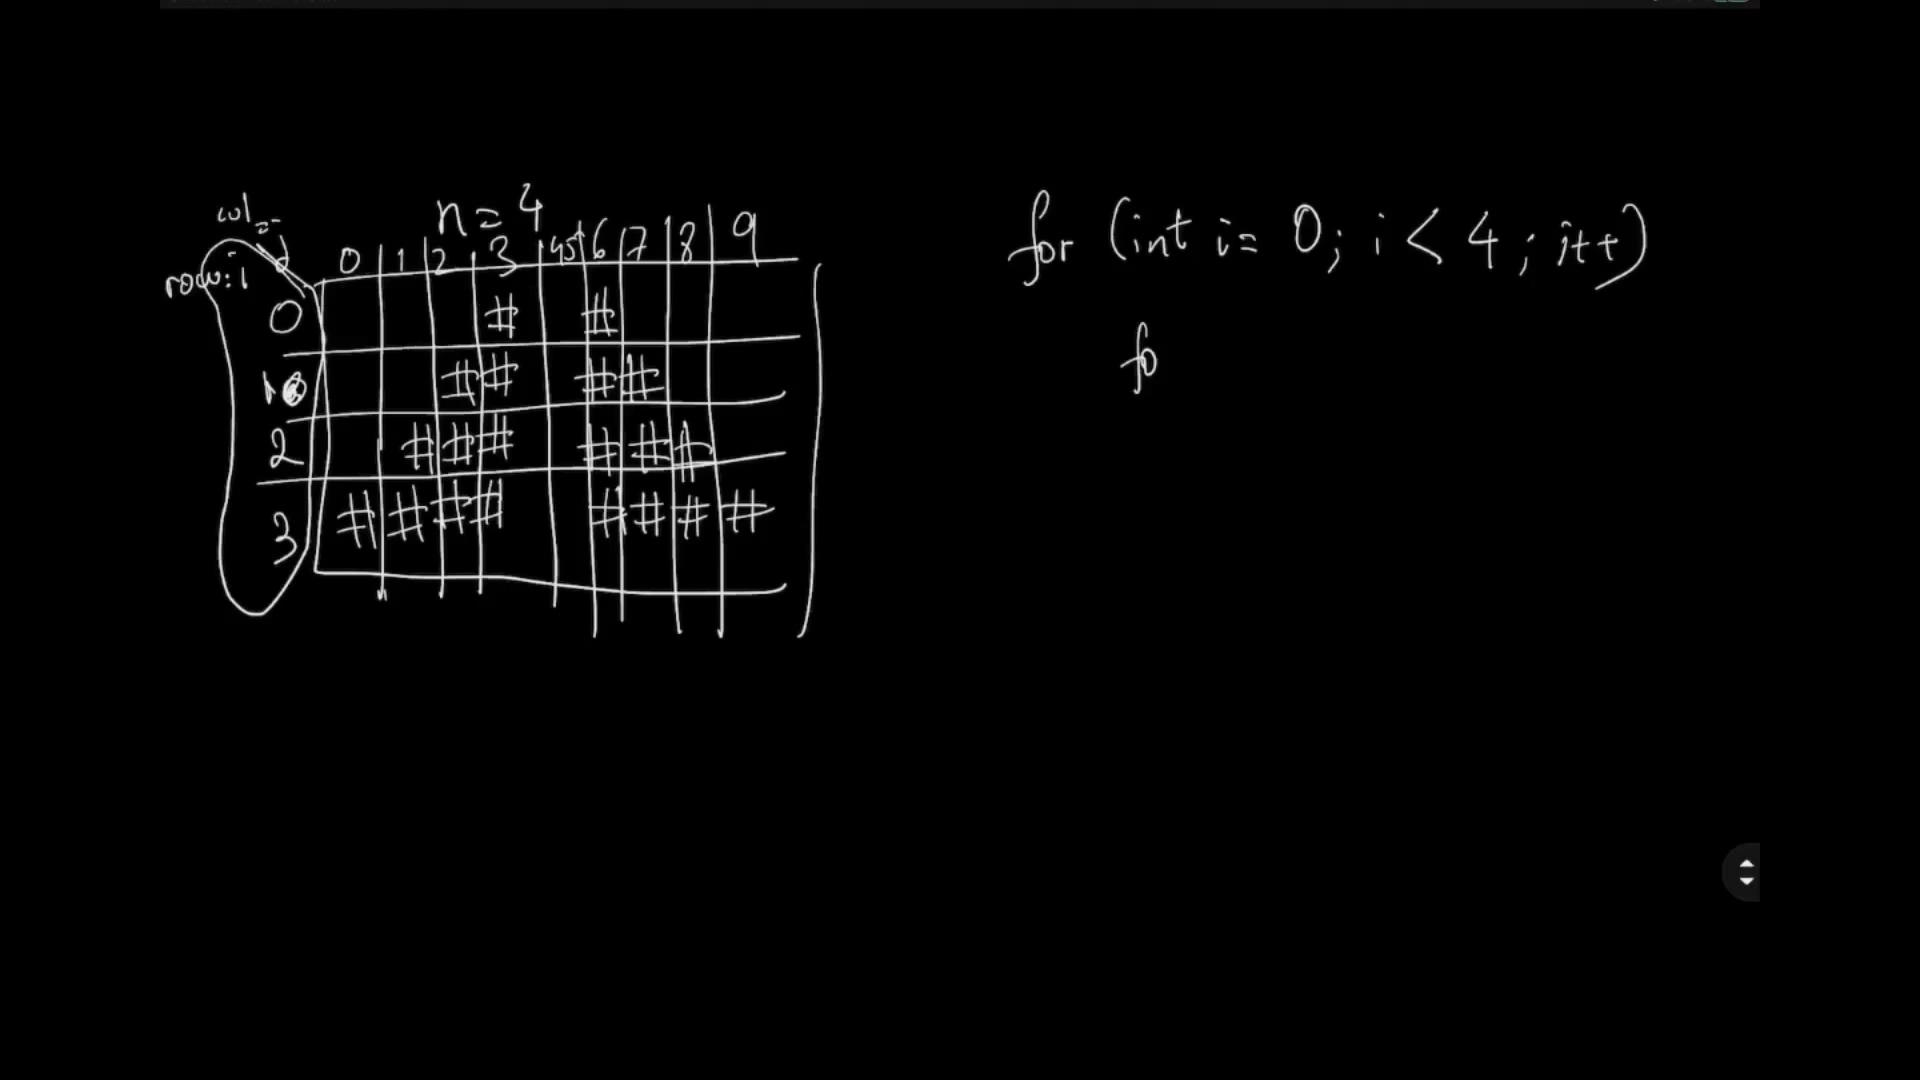 col
n = 4
row: i
0 1 2 3 4 5 6 7 8 9
0 # #
1 # # # #
2 # # # # # #
3 # # # # # # # #
for (int i = 0; i < 4; i++)
fo